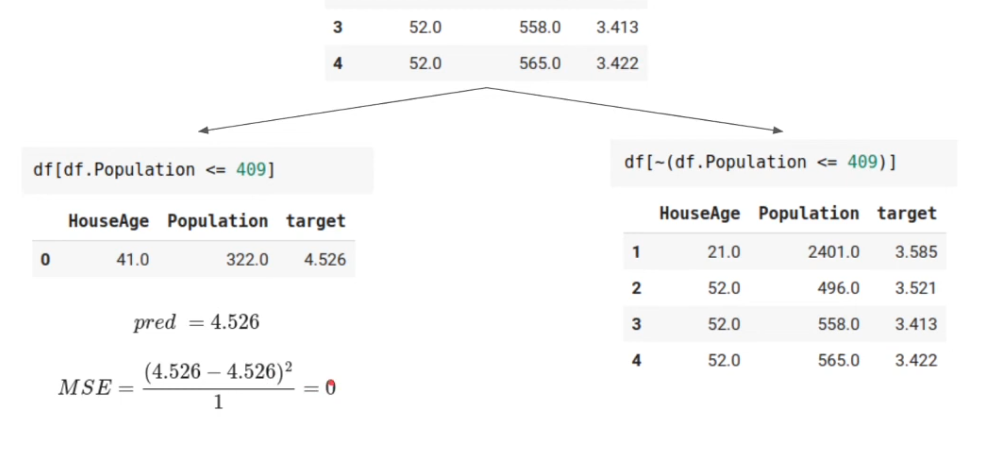 3 52.0 558.0 3.413
4 52.0 565.0 3.422
df[df.Population <= 409]
HouseAge Population target
0 41.0 322.0 4.526
pred = 4.526
MSE = (4.526 − 4.526)² / 1 = 0
df[~(df.Population <= 409)]
HouseAge Population target
1 21.0 2401.0 3.585
2 52.0 496.0 3.521
3 52.0 558.0 3.413
4 52.0 565.0 3.422